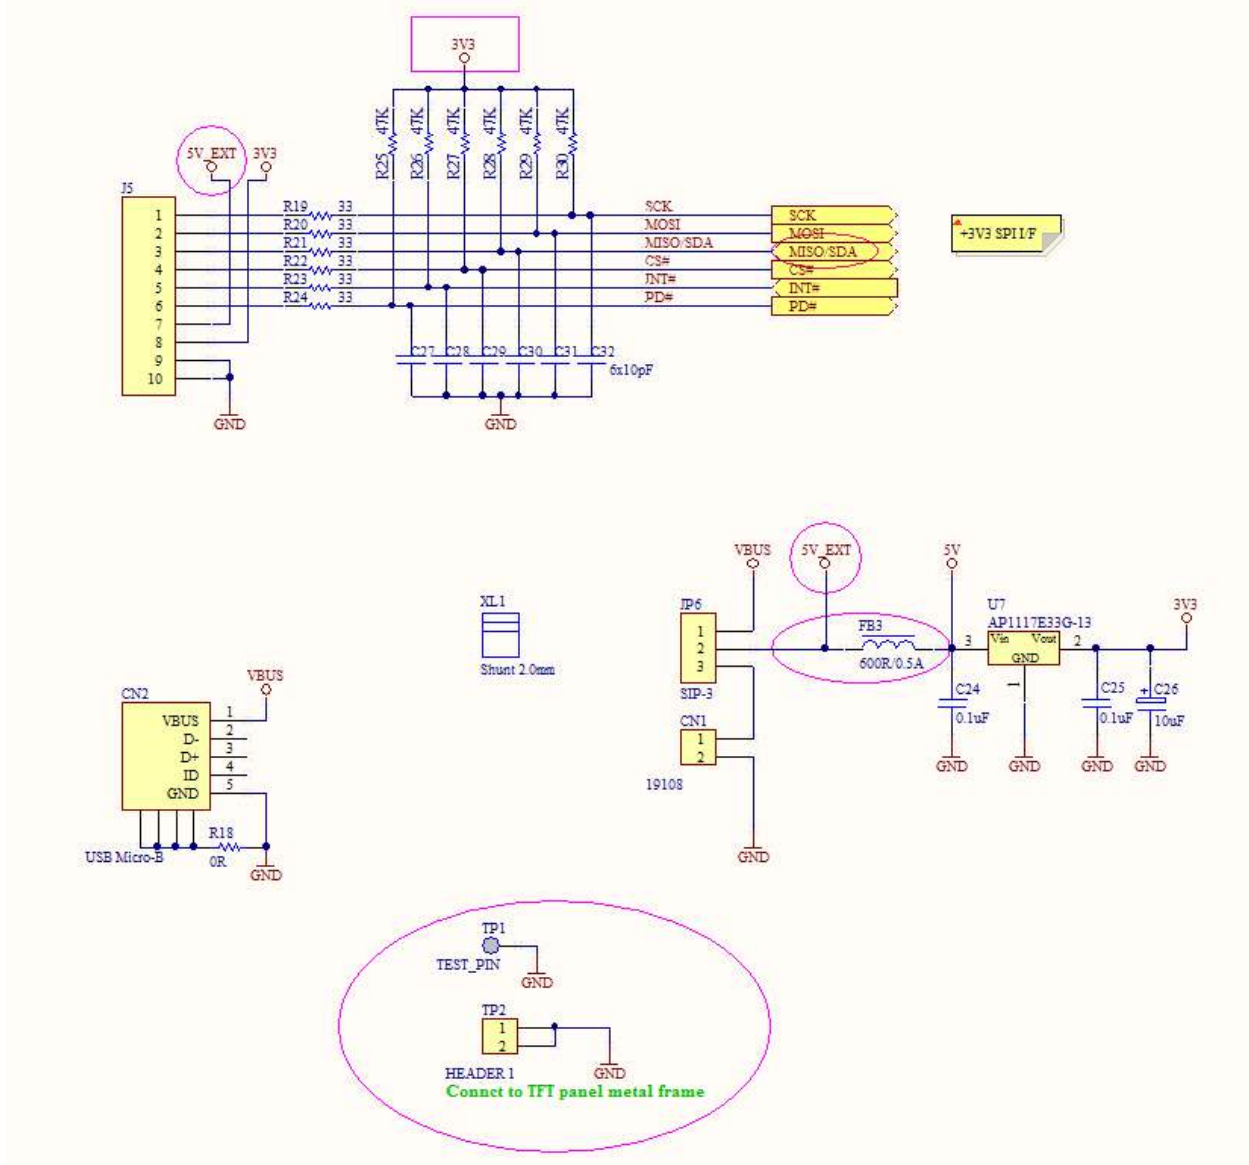 3V3
47K 47K 47K 47K 47K 47K
R25 R26 R27 R28 R29 R30
5V_EXT 3V3
J5
1 R19 33 SCK SCK
2 R20 33 MOSI MOSI
3 R21 33 MISO/SDA MISO/SDA
4 R22 33 CS# CS#
5 R23 33 INT# INT#
6 R24 33 PD# PD#
7
8
9
10
+3V3 SPI I/F
C27 C28 C29 C30 C31 C32
6x10pF
GND GND
VBUS 5V_EXT 5V
XL1
Shunt 2.0mm
JP6
1
2
3
SIP-3
FB3
600R/0.5A
U7
AP1117E33G-13
3 Vin Vout 2
GND
1
3V3
C24
0.1uF
C25
0.1uF
C26
+
10uF
GND GND GND GND
CN1
1
2
19108
GND
VBUS
CN2
VBUS 1
D- 2
D+ 3
ID 4
GND 5
R18
0R
USB Micro-B
GND
TP1
TEST_PIN
GND
TP2
1
2
HEADER 1
GND
Connct to TFT panel metal frame